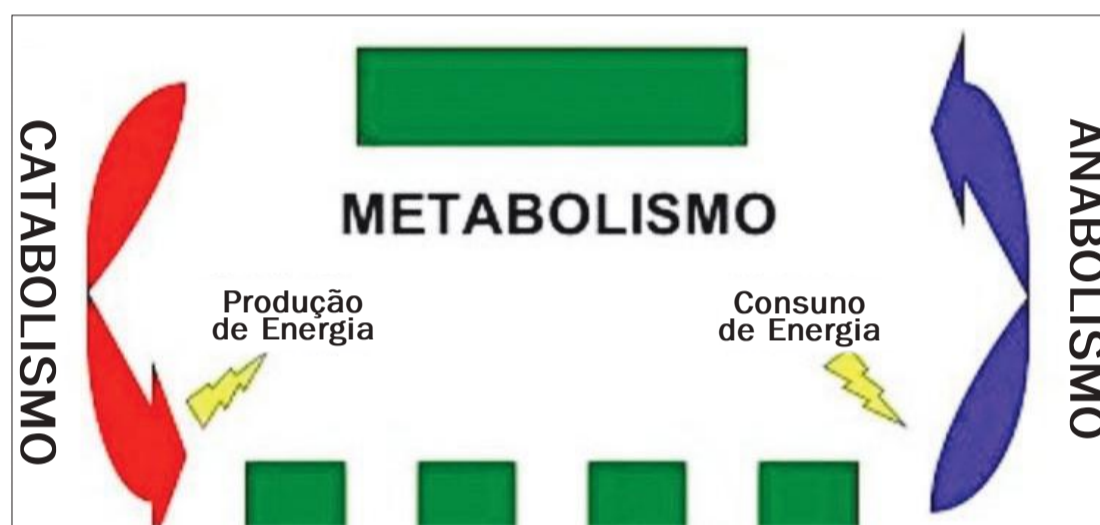 CATABOLISMO
METABOLISMO
Produção
de Energia
Consuno
de Energia
ANABOLISMO